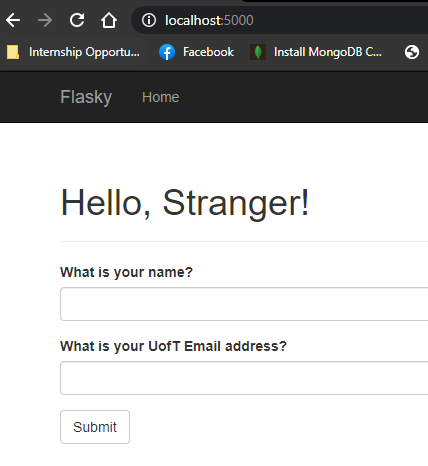 localhost:5000
Internship Opportu... Facebook Install MongoDB C...
Flasky Home
Hello, Stranger!
What is your name?
What is your UofT Email address?
Submit